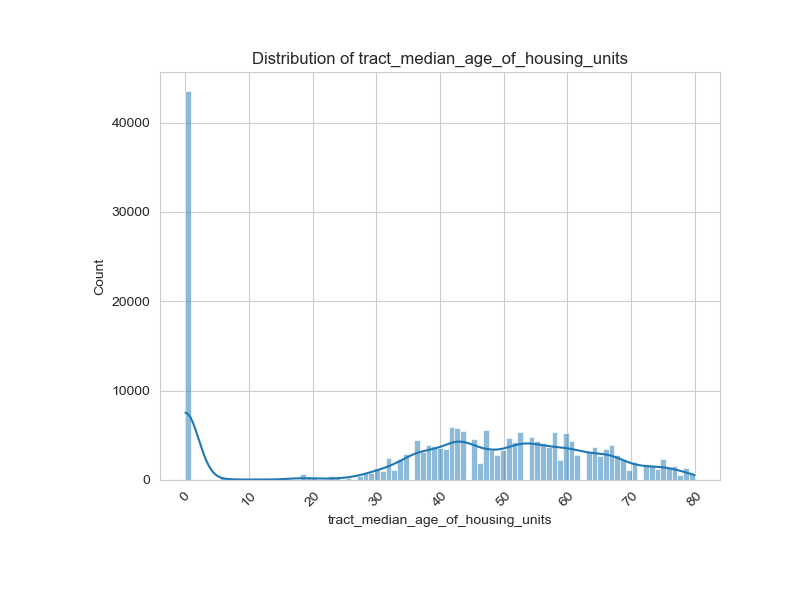 Distribution of tract_median_age_of_housing_units
40000
30000
20000
10000
0
Count
0 10 20 30 40 50 60 70 80
tract_median_age_of_housing_units